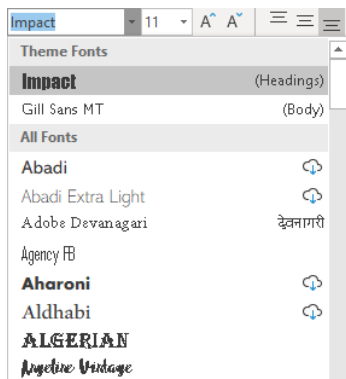 Impact 11 A A
Theme Fonts
Impact (Headings)
Gill Sans MT (Body)
All Fonts
Abadi
Abadi Extra Light
Adobe Devanagari देवनागरी
Agency FB
Aharoni
Aldhabi
ALGERIAN
Angeline Vintage